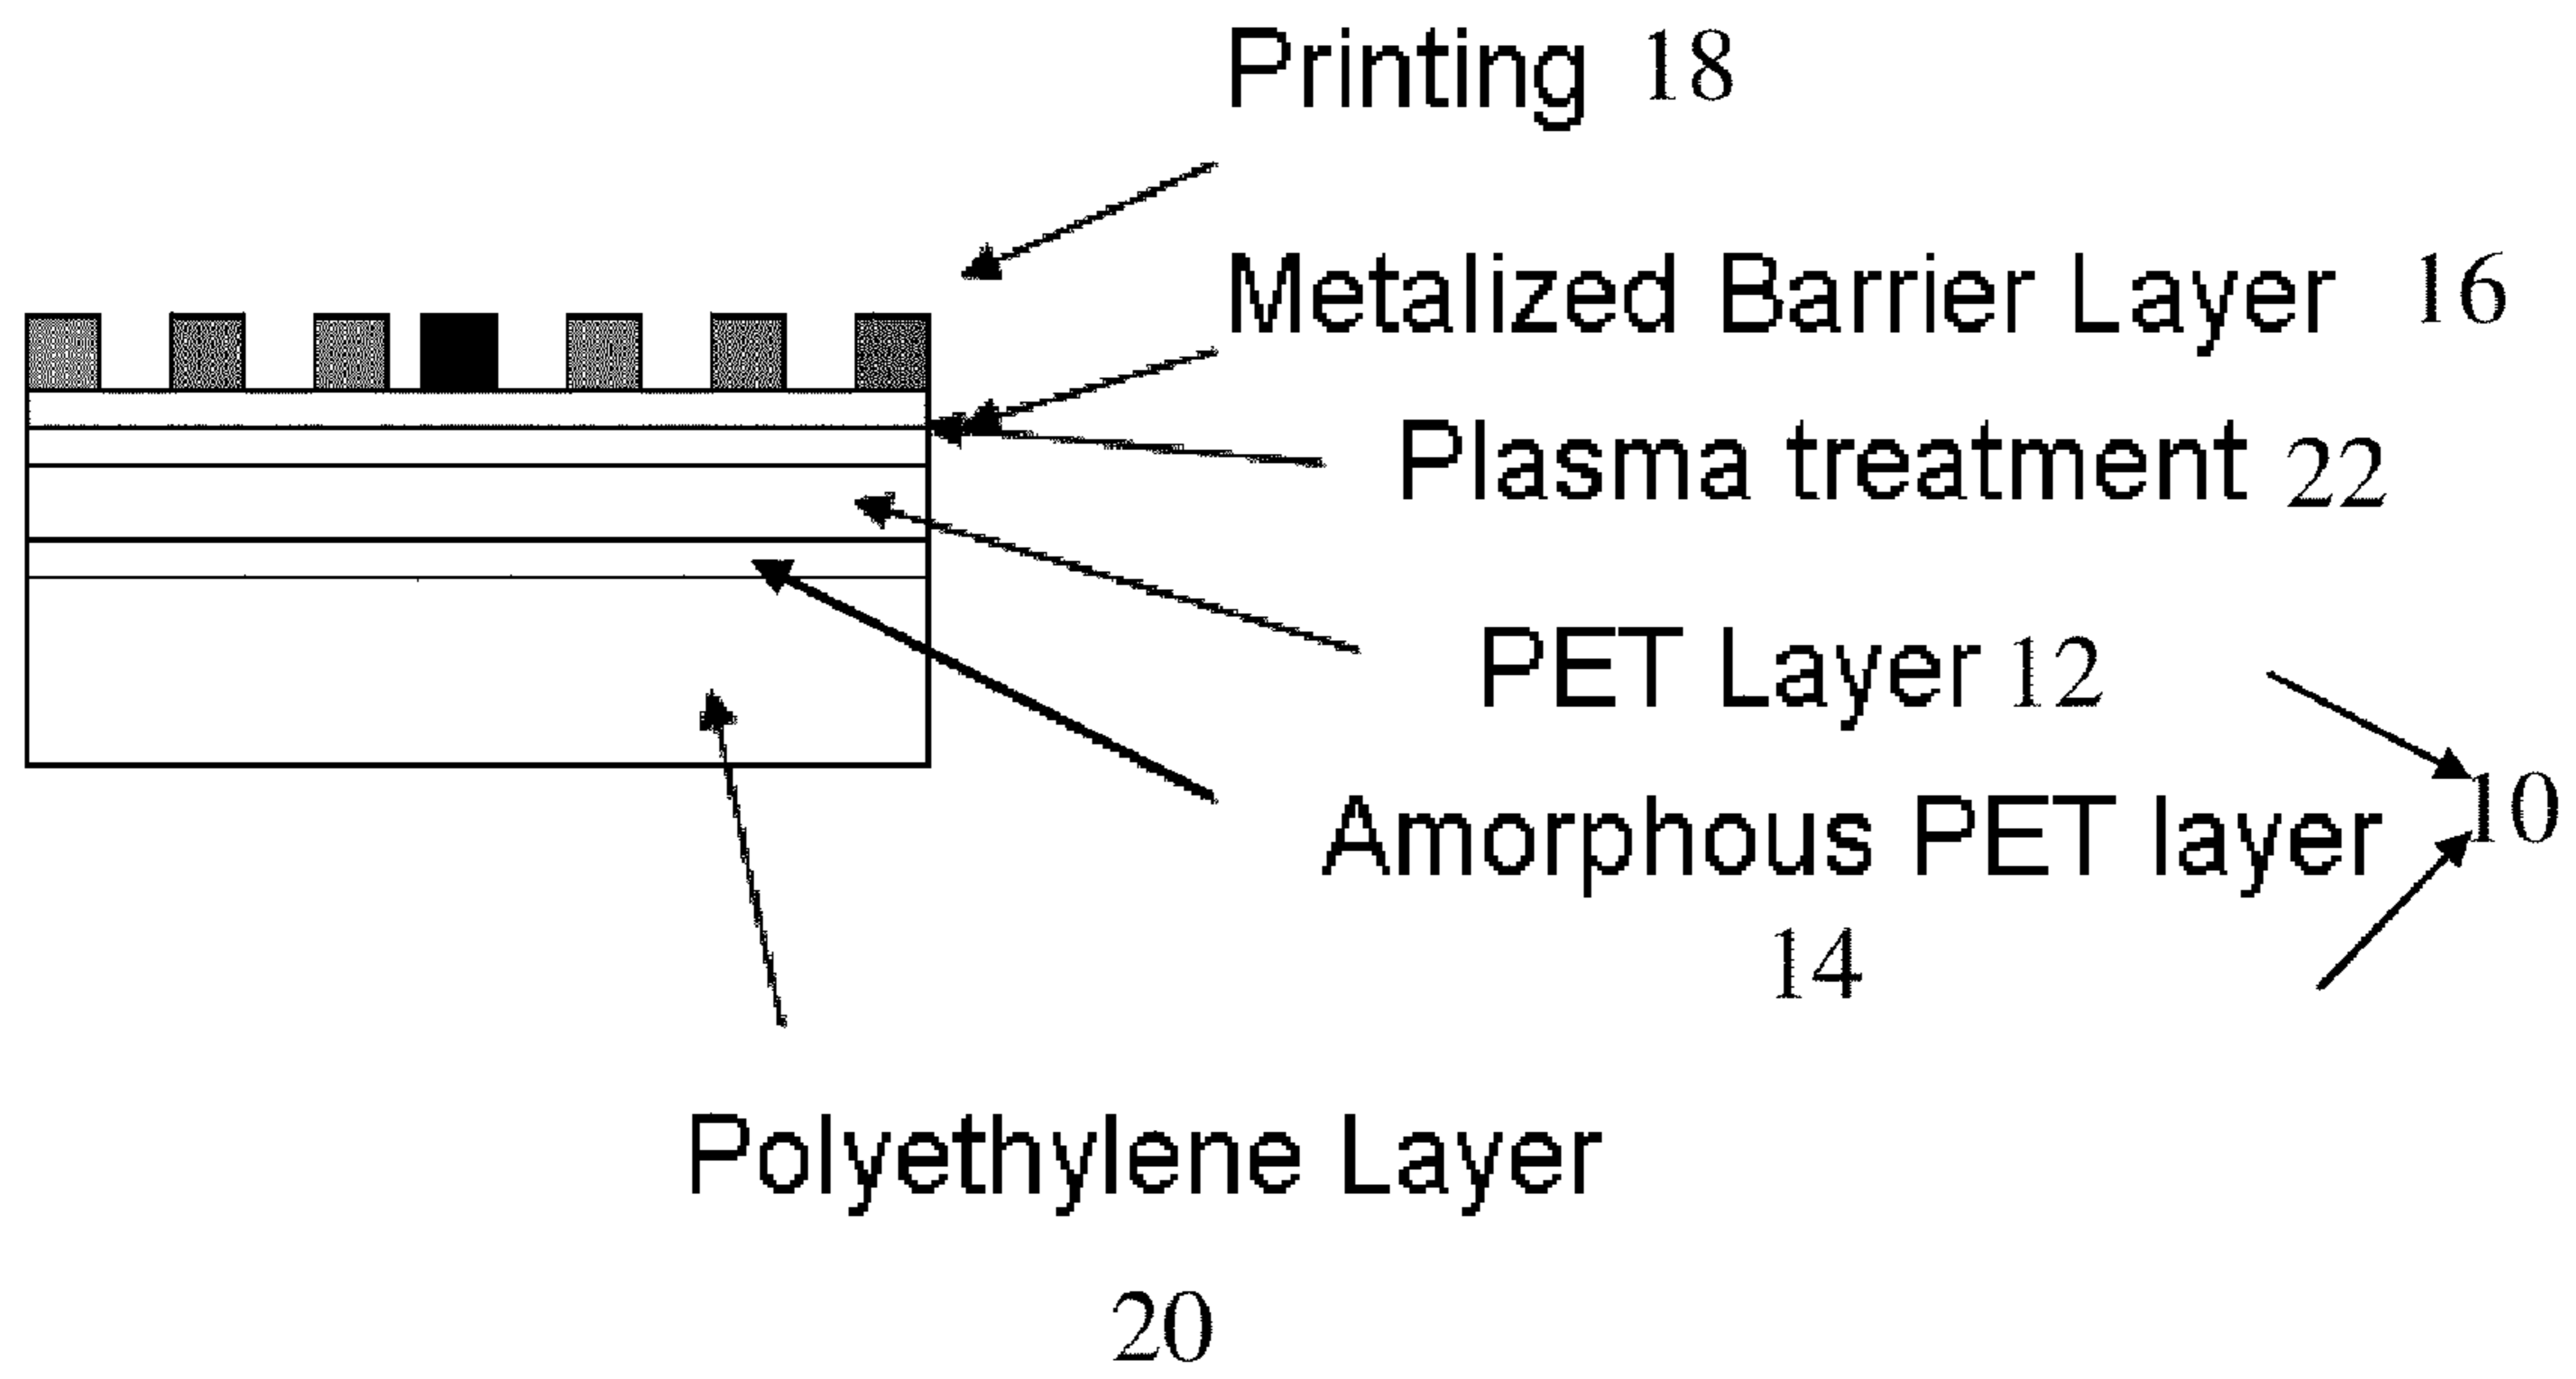 Printing 18
Metalized Barrier Layer 16
Plasma treatment 22
PET Layer 12
10
Amorphous PET layer
14
Polyethylene Layer
20